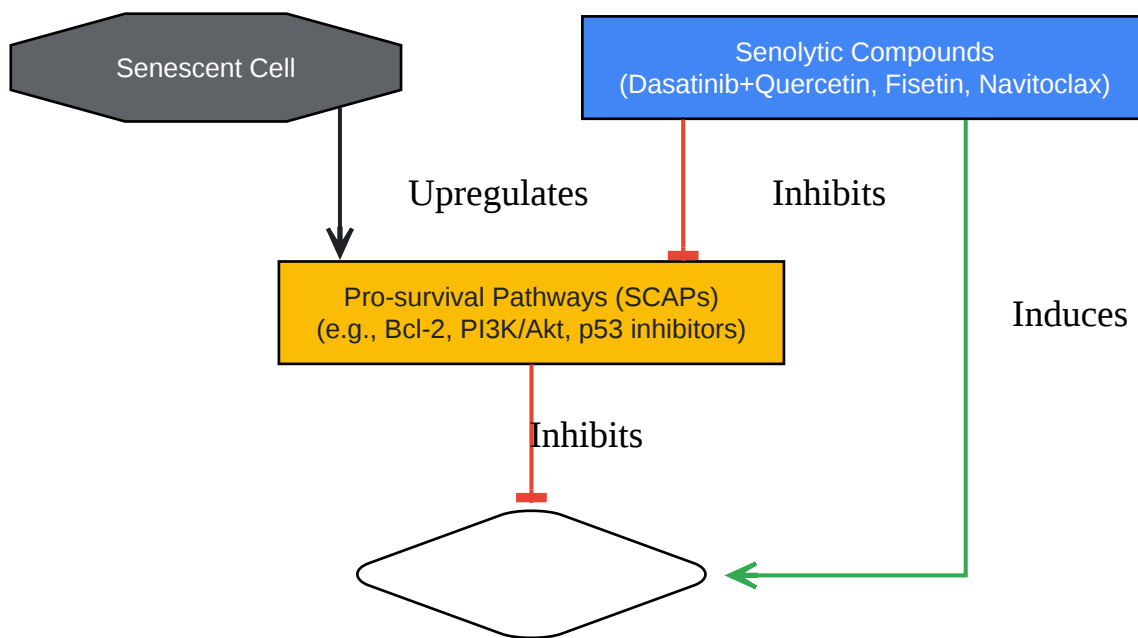 Senescent Cell
Senolytic Compounds
(Dasatinib+Quercetin, Fisetin, Navitoclax)
Upregulates
Inhibits
Pro-survival Pathways (SCAPs)
(e.g., Bcl-2, PI3K/Akt, p53 inhibitors)
Induces
Inhibits